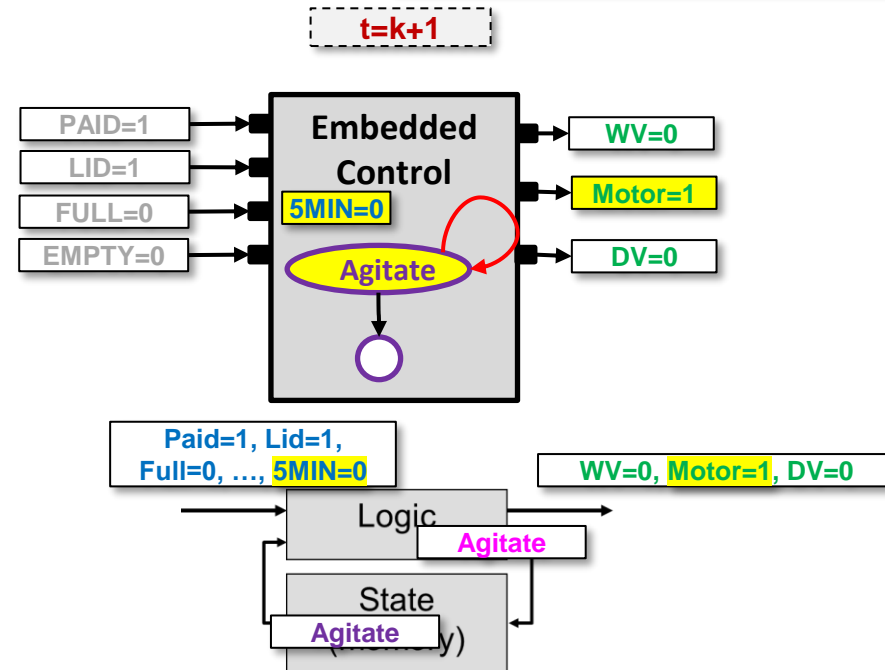 t=k+1
PAID=1
LID=1
FULL=0
EMPTY=0
Embedded
Control
5MIN=0
Agitate
WV=0
Motor=1
DV=0
Paid=1, Lid=1,
Full=0, …, 5MIN=0
WV=0, Motor=1, DV=0
Logic
Agitate
State
Agitate